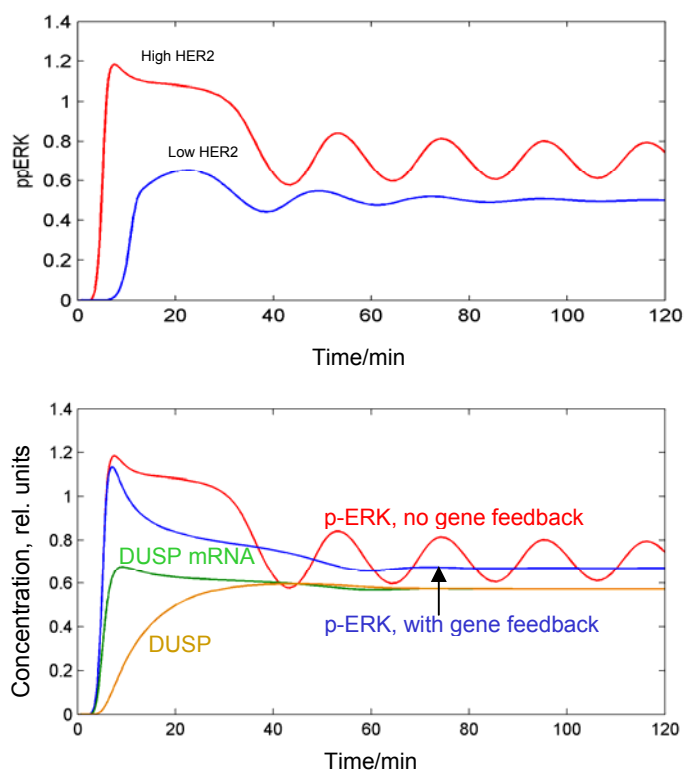 1.4
High HER2
1.2
1
0.8
ppERK
Low HER2
0.6
0.4
0.2
0
0 20 40 60 80 100 120
Time/min
1.4
1.2
1
p-ERK, no gene feedback
0.8
DUSP mRNA
0.6
p-ERK, with gene feedback
DUSP
0.4
0.2
0
Concentration, rel. units
0 20 40 60 80 100 120
Time/min